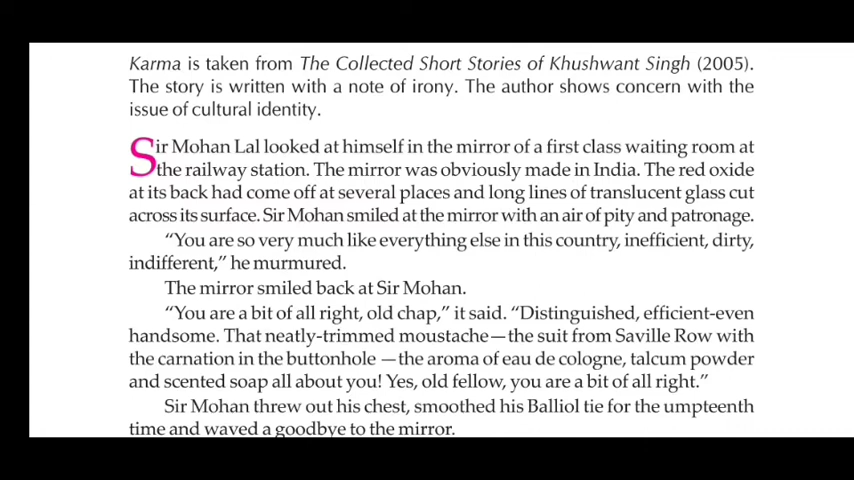 Karma is taken from The Collected Short Stories of Khushwant Singh (2005).
The story is written with a note of irony. The author shows concern with the
issue of cultural identity.
Sir Mohan Lal looked at himself in the mirror of a first class waiting room at
the railway station. The mirror was obviously made in India. The red oxide
at its back had come off at several places and long lines of translucent glass cut
across its surface. Sir Mohan smiled at the mirror with an air of pity and patronage.
“You are so very much like everything else in this country, inefficient, dirty,
indifferent,” he murmured.
The mirror smiled back at Sir Mohan.
“You are a bit of all right, old chap,” it said. “Distinguished, efficient-even
handsome. That neatly-trimmed moustache—the suit from Saville Row with
the carnation in the buttonhole —the aroma of eau de cologne, talcum powder
and scented soap all about you! Yes, old fellow, you are a bit of all right.”
Sir Mohan threw out his chest, smoothed his Balliol tie for the umpteenth
time and waved a goodbye to the mirror.